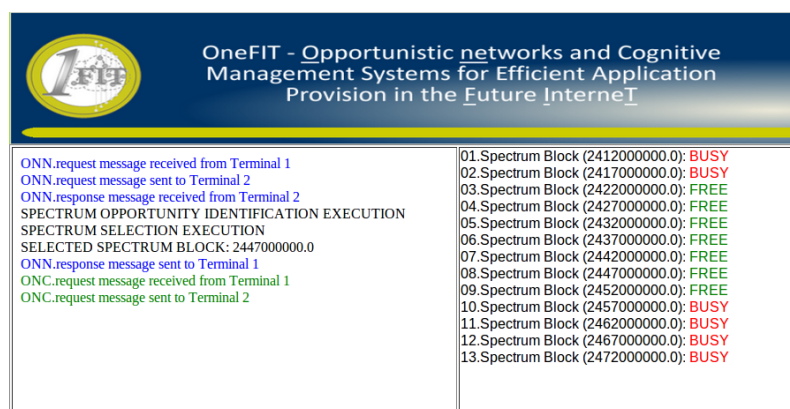 1FIT
OneFIT - Opportunistic networks and Cognitive
Management Systems for Efficient Application
Provision in the Future InterneT
ONN.request message received from Terminal 1
ONN.request message sent to Terminal 2
ONN.response message received from Terminal 2
SPECTRUM OPPORTUNITY IDENTIFICATION EXECUTION
SPECTRUM SELECTION EXECUTION
SELECTED SPECTRUM BLOCK: 2447000000.0
ONN.response message sent to Terminal 1
ONC.request message received from Terminal 1
ONC.request message sent to Terminal 2
01.Spectrum Block (2412000000.0): BUSY
02.Spectrum Block (2417000000.0): BUSY
03.Spectrum Block (2422000000.0): FREE
04.Spectrum Block (2427000000.0): FREE
05.Spectrum Block (2432000000.0): FREE
06.Spectrum Block (2437000000.0): FREE
07.Spectrum Block (2442000000.0): FREE
08.Spectrum Block (2447000000.0): FREE
09.Spectrum Block (2452000000.0): FREE
10.Spectrum Block (2457000000.0): BUSY
11.Spectrum Block (2462000000.0): BUSY
12.Spectrum Block (2467000000.0): BUSY
13.Spectrum Block (2472000000.0): BUSY